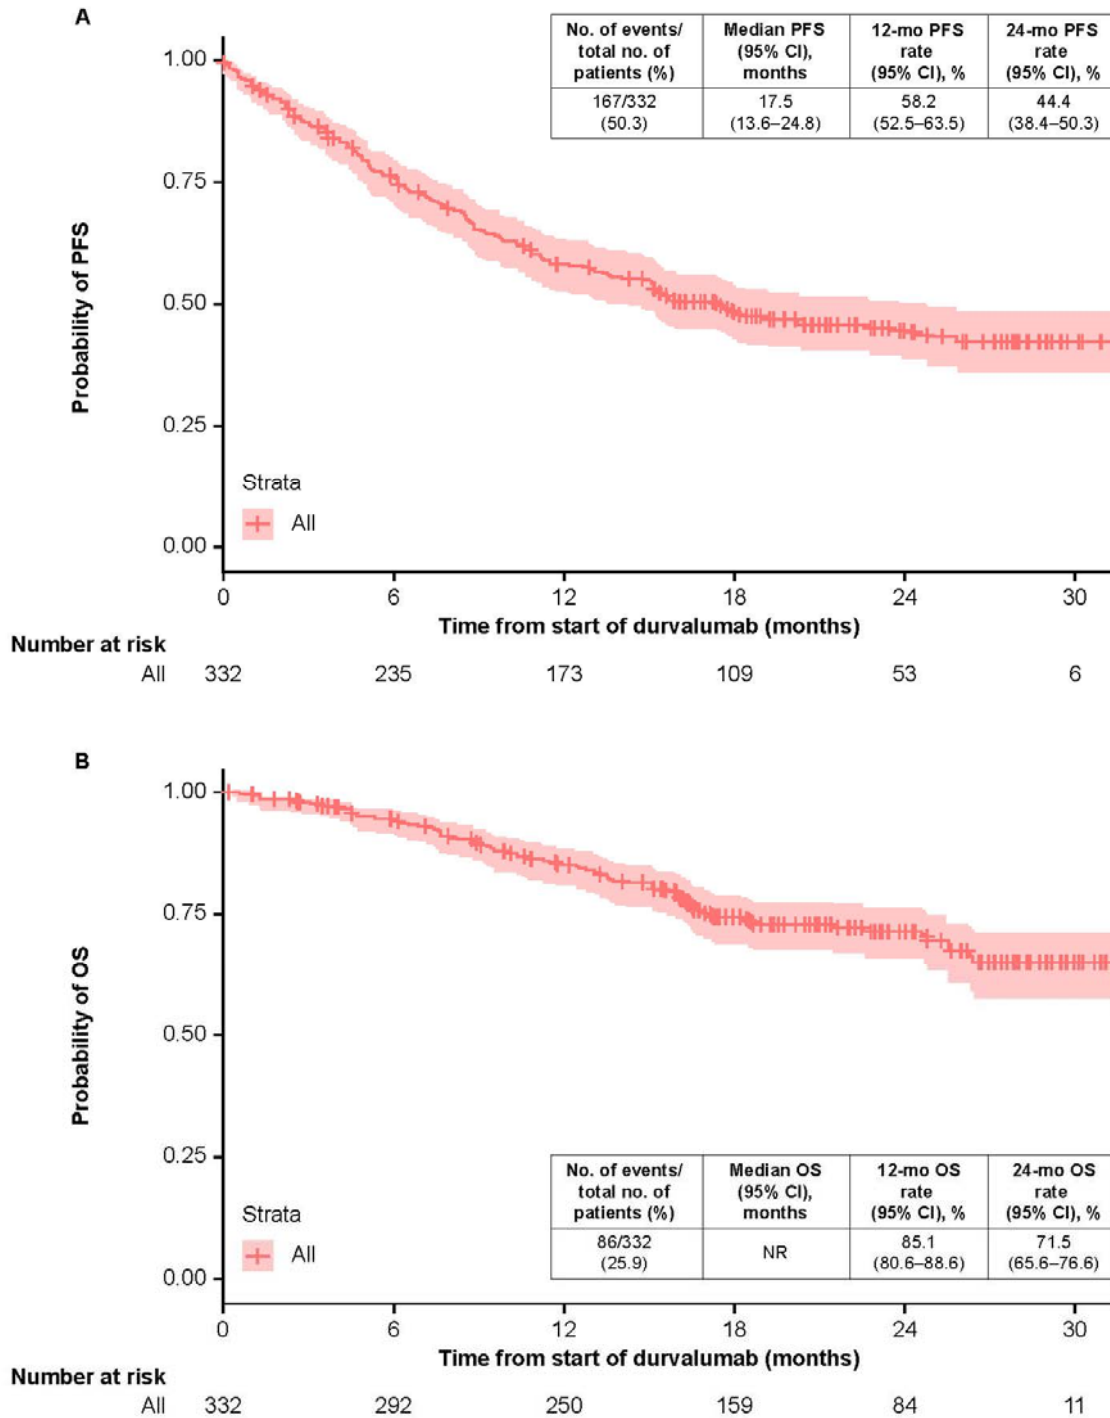 A
No. of events/ Median PFS 12-mo PFS 24-mo PFS
total no. of (95% CI), rate rate
patients (%) months (95% CI), % (95% CI), %
167/332 17.5 58.2 44.4
(50.3) (13.6–24.8) (52.5–63.5) (38.4–50.3)
1.00
0.75
0.50
0.25
0.00
Probability of PFS
Strata
All
0 6 12 18 24 30
Time from start of durvalumab (months)
Number at risk
All 332 235 173 109 53 6
B
1.00
0.75
0.50
0.25
0.00
Probability of OS
No. of events/ Median OS 12-mo OS 24-mo OS
total no. of (95% CI), rate rate
patients (%) months (95% CI), % (95% CI), %
86/332 NR 85.1 71.5
(25.9) (80.6–88.6) (65.6–76.6)
Strata
All
0 6 12 18 24 30
Time from start of durvalumab (months)
Number at risk
All 332 292 250 159 84 11